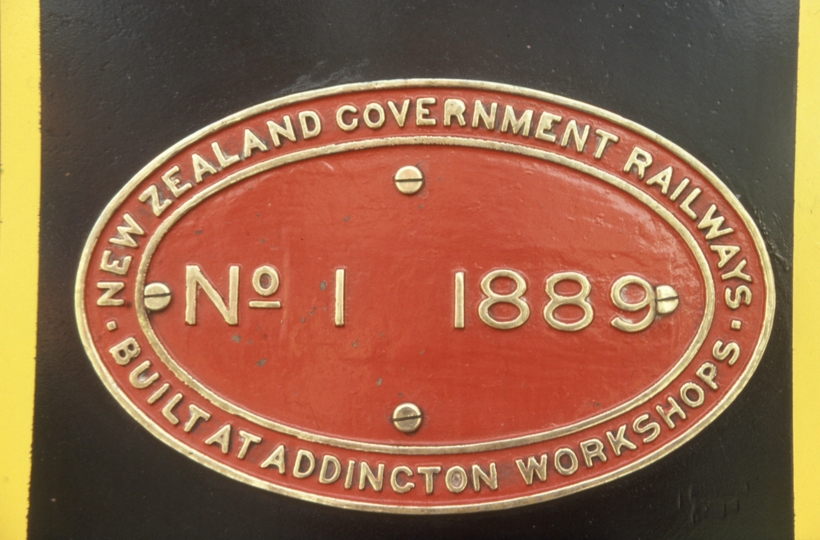 NEW ZEALAND GOVERNMENT RAILWAYS
Nº 1 1889
· BUILT AT ADDINGTON WORKSHOPS ·